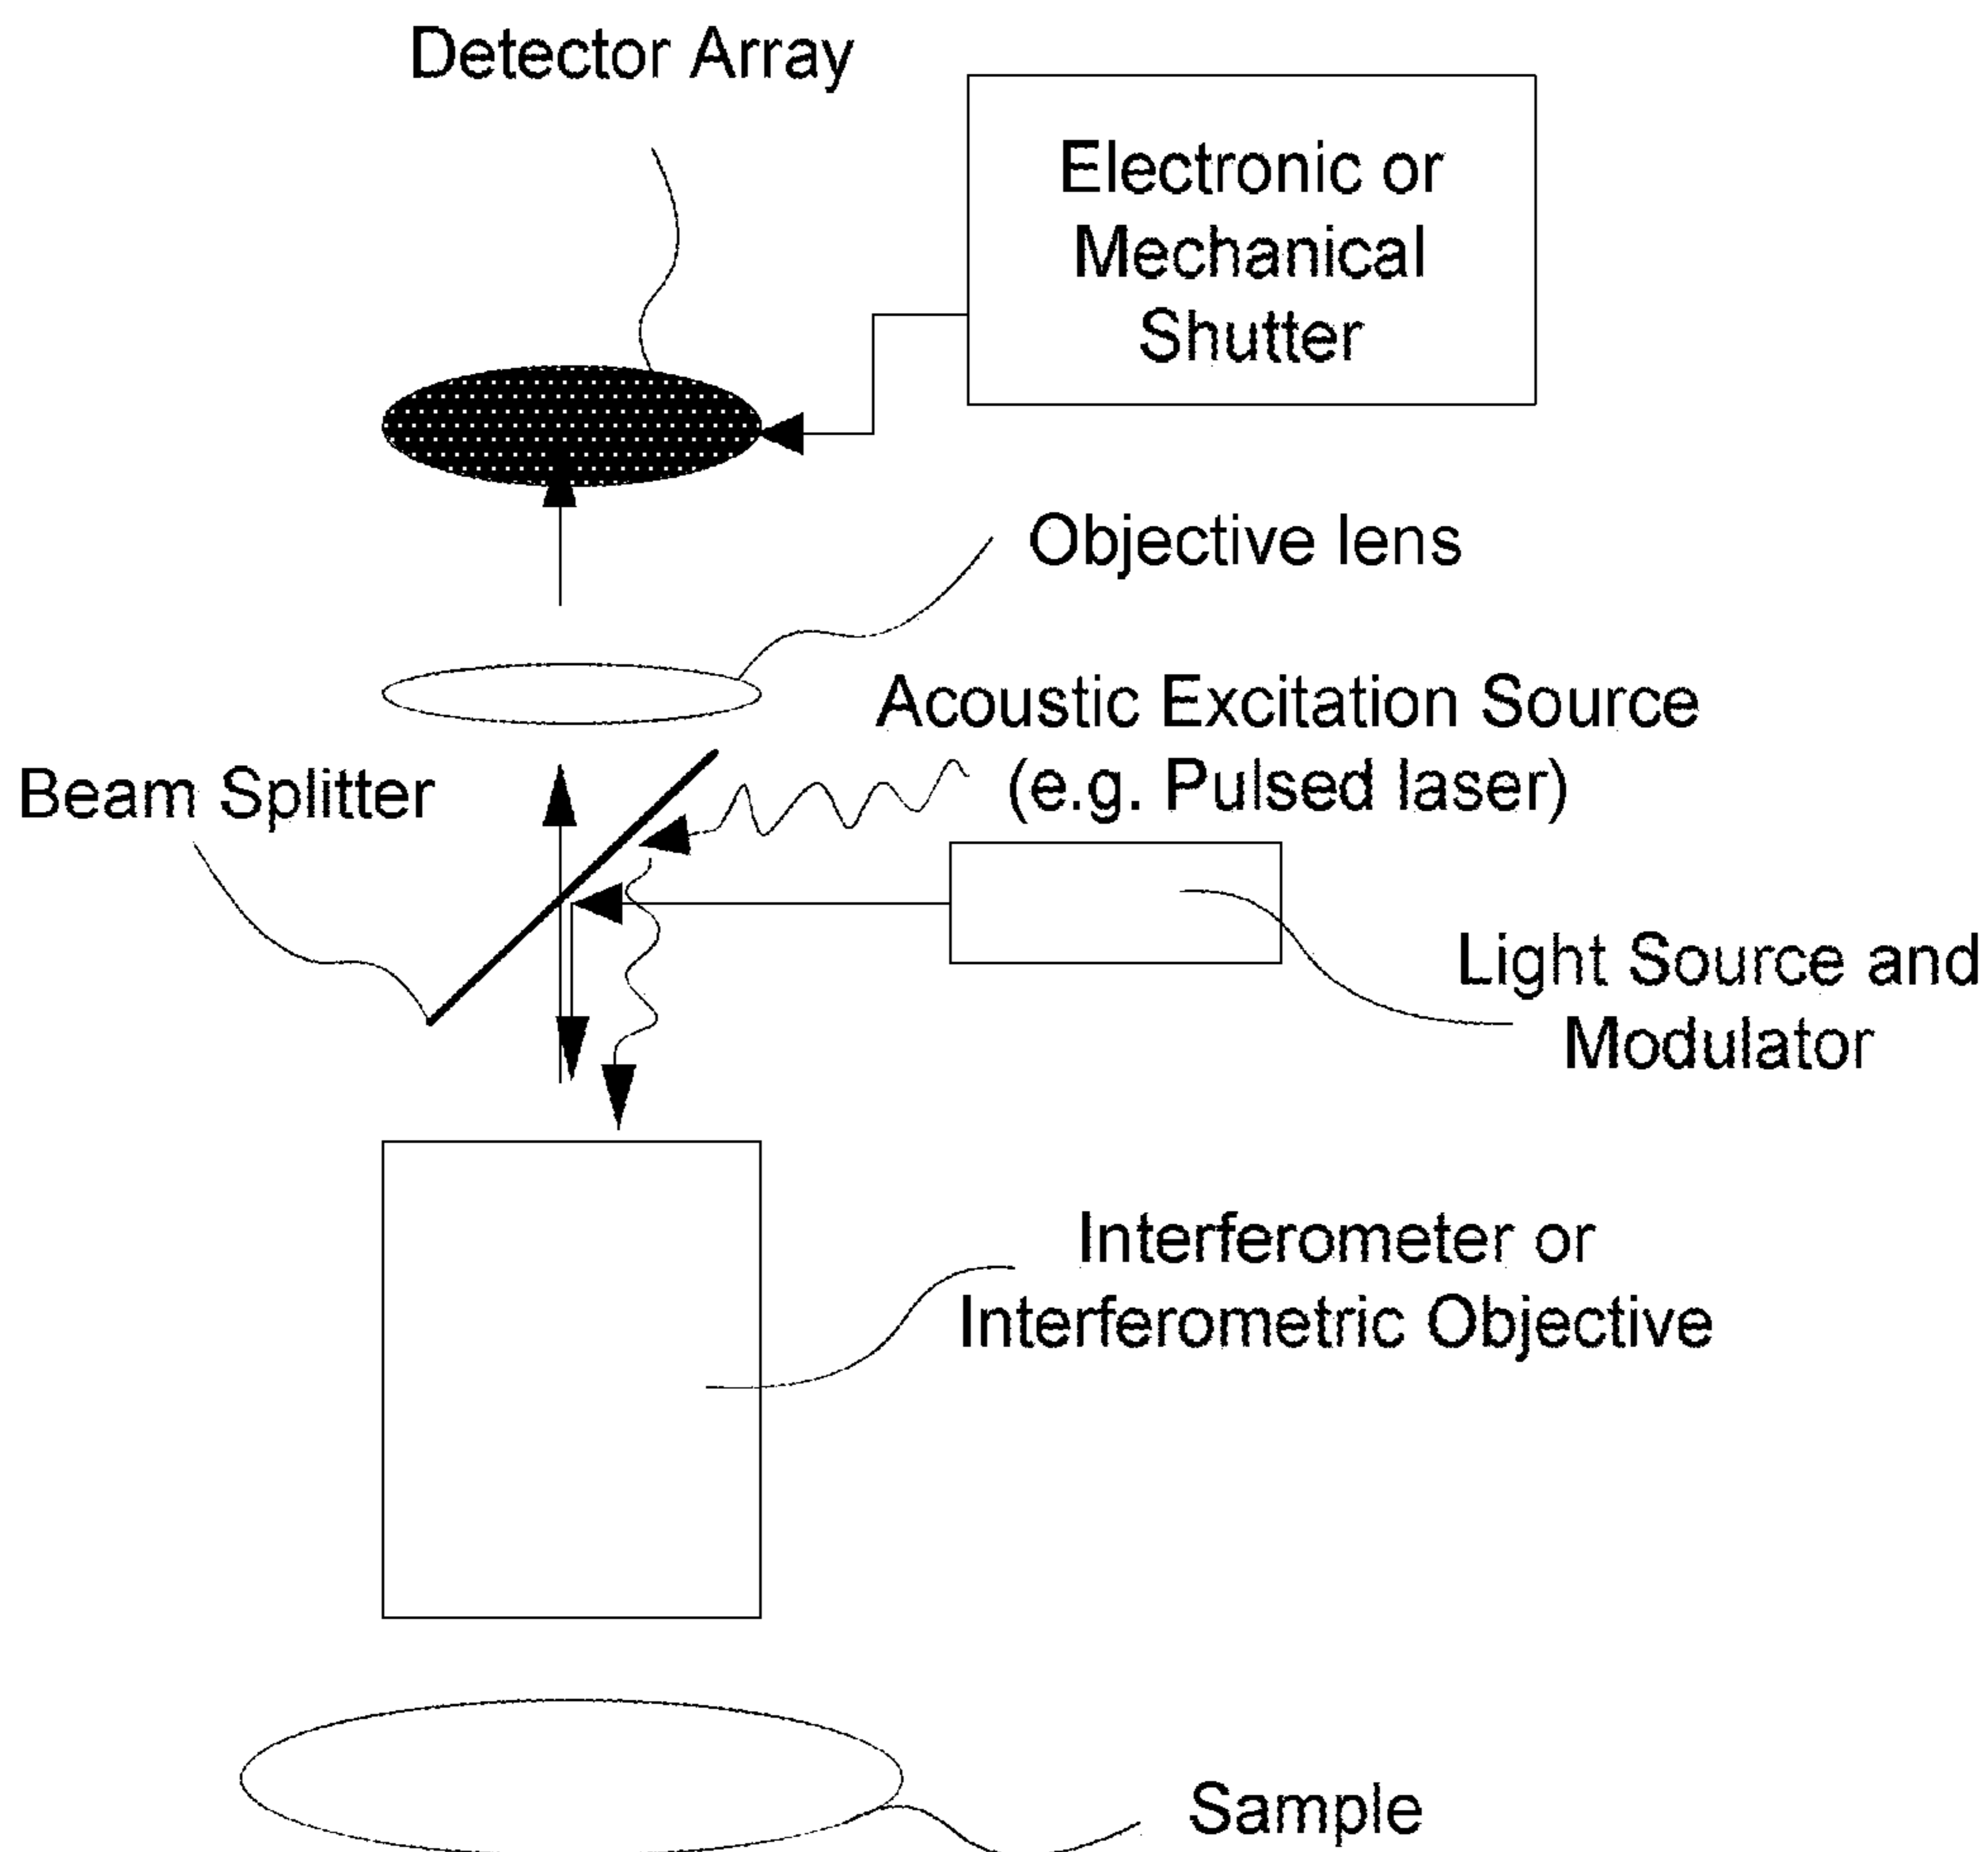 Detector Array
Electronic or
Mechanical
Shutter
Objective lens
Acoustic Excitation Source
(e.g. Pulsed laser)
Beam Splitter
Light Source and
Modulator
Interferometer or
Interferometric Objective
Sample